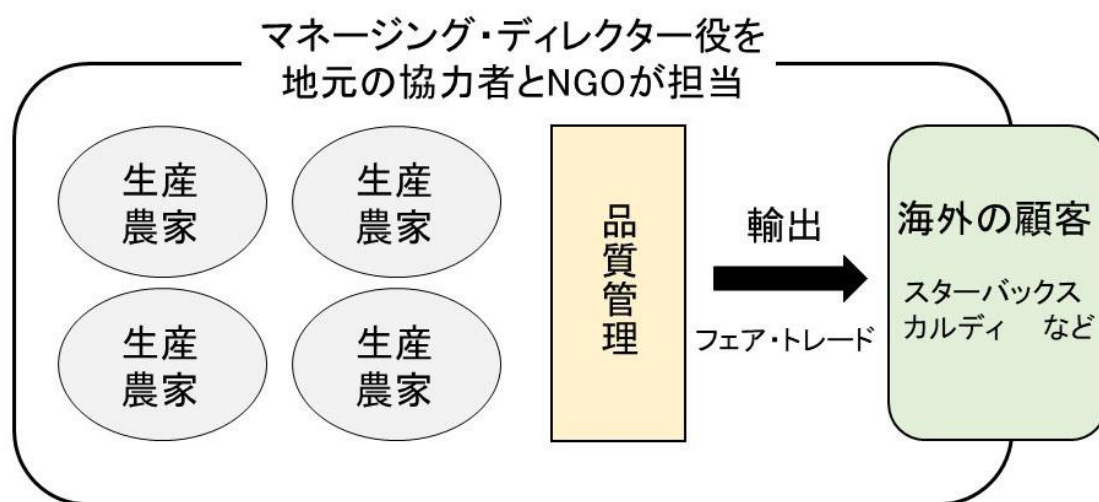 マネージング・ディレクター役を
地元の協力者とNGOが担当
生産
農家
生産
農家
生産
農家
生産
農家
品質管理
輸出
フェア・トレード
海外の顧客
スターバックス
カルディ　など